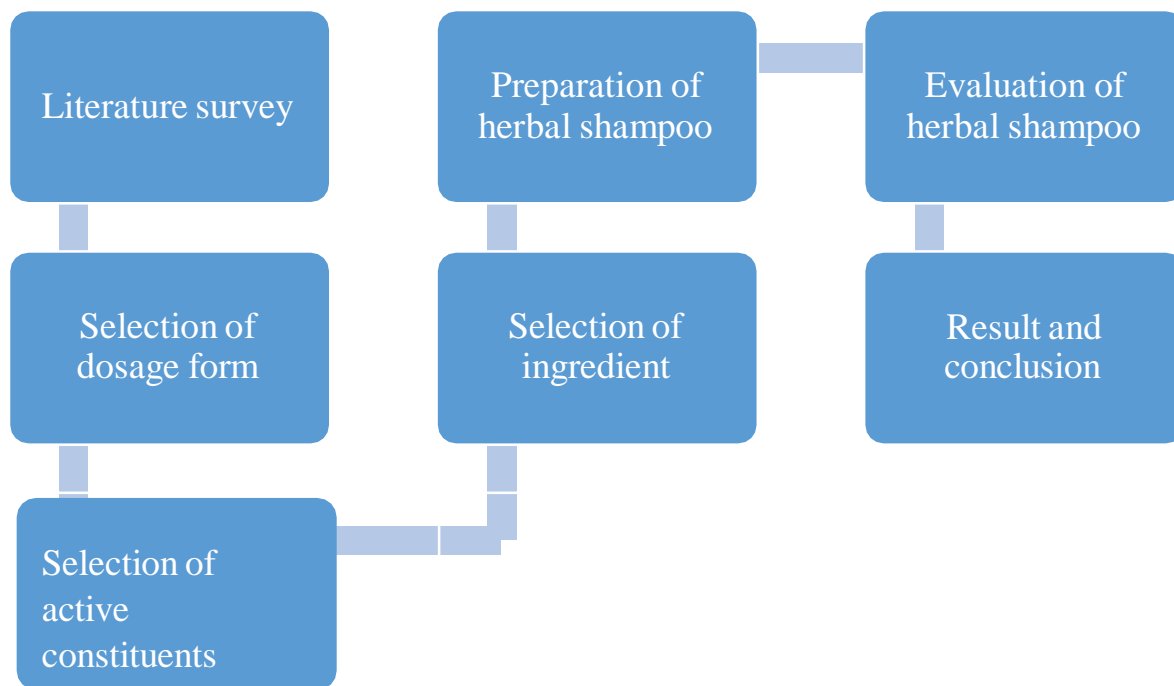 Literature survey
Selection of
dosage form
Selection of
active
constituents
Selection of
ingredient
Preparation of
herbal shampoo
Evaluation of
herbal shampoo
Result and
conclusion